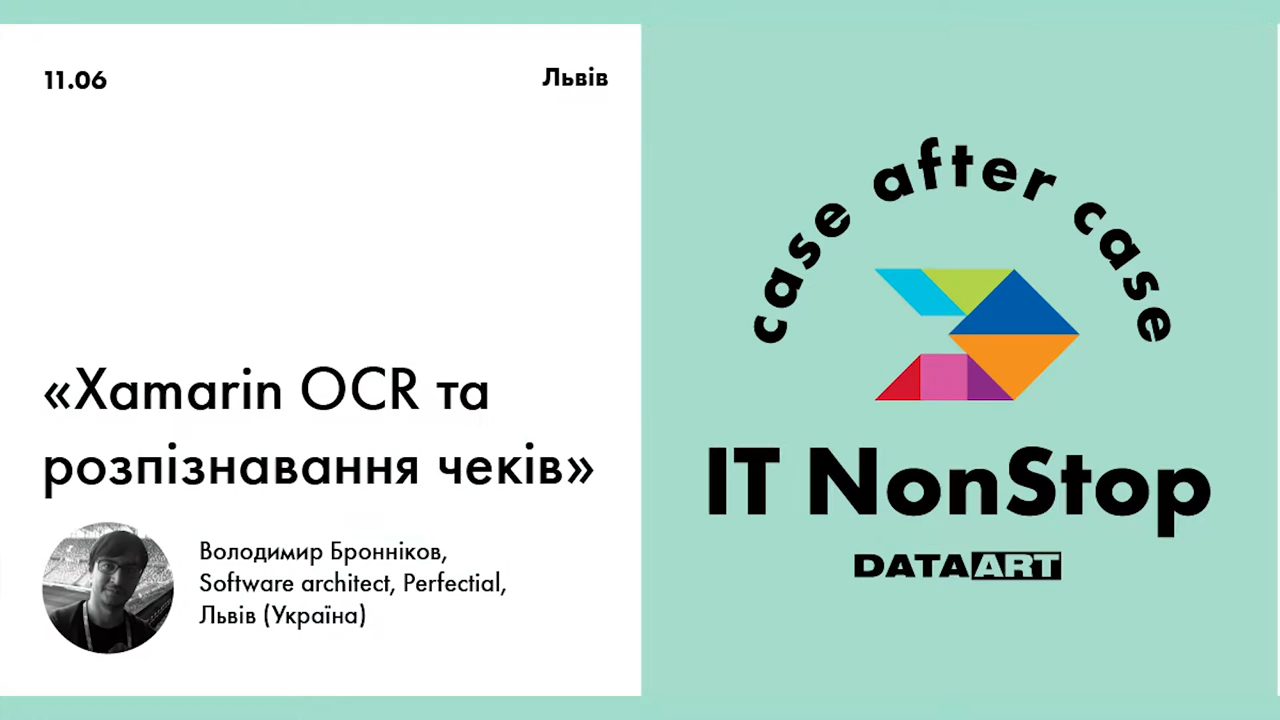 11.06
Львів
«Xamarin OCR та
розпізнавання чеків»
Володимир Бронніков,
Software architect, Perfectial,
Львів (Україна)
case after case
IT NonStop
DATAART